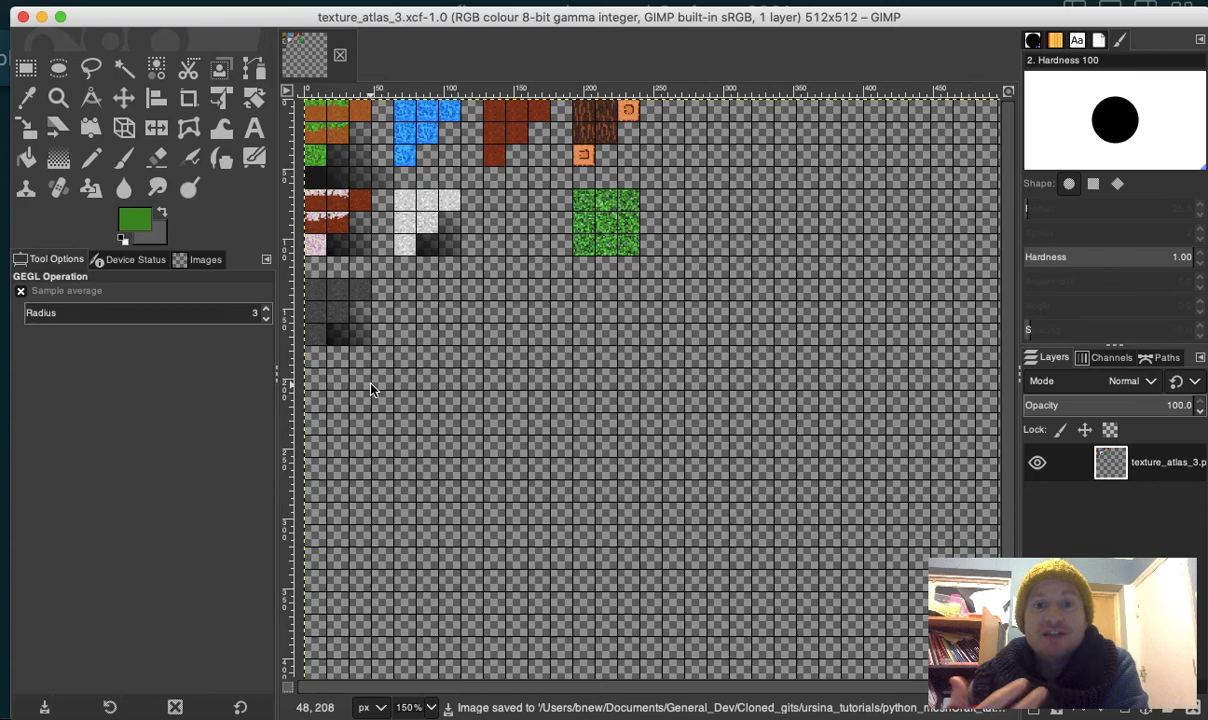 texture_atlas_3.xcf-1.0 (RGB colour 8-bit gamma integer, GIMP built-in sRGB, 1 layer) 512x512 – GIMP
Aa
2. Hardness 100
0 50 100 150 200 250 300 350 400 450
Shape:
Hardness 1.00
Tool Options Device Status Images
GEGL Operation
Sample average
Radius 3
Layers Channels Paths
Mode Normal
Opacity 100.0
Lock:
texture_atlas_3.p
48, 208 px 150% Image saved to '/Users/bnew/Documents/General_Dev/Cloned_gits/ursina_tutorials/python_meshCraft_tut...